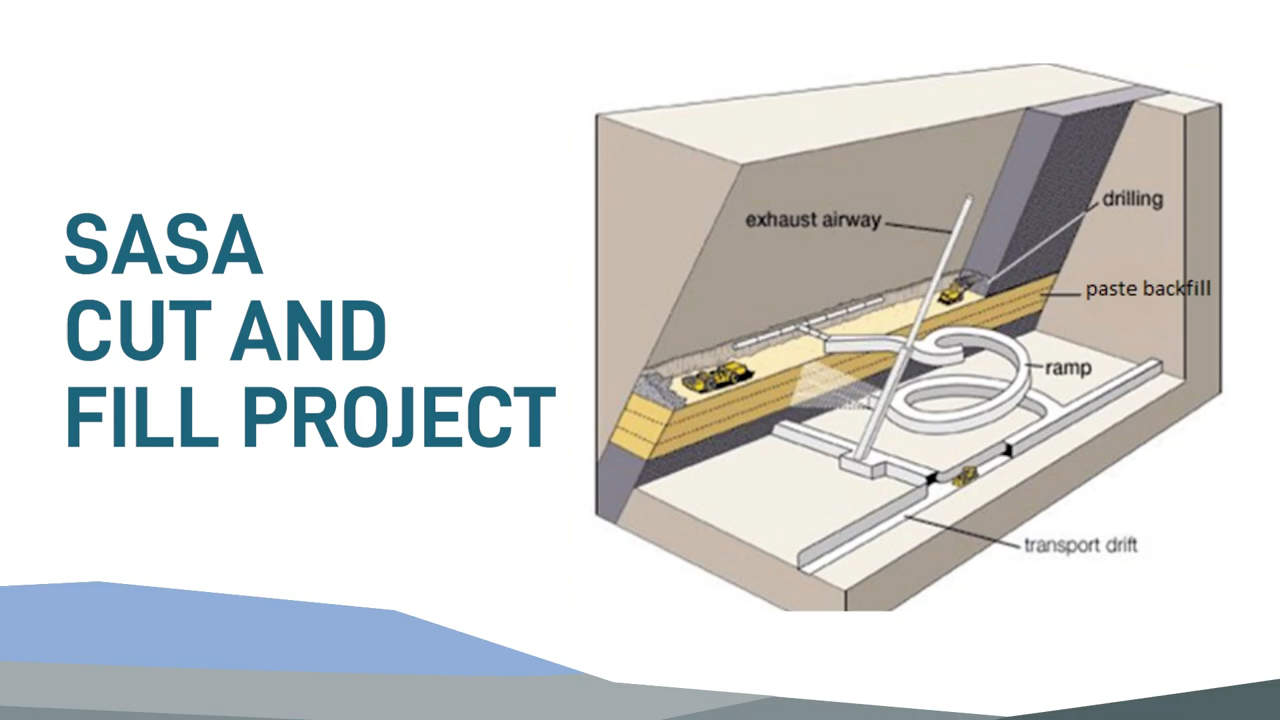 SASA
CUT AND
FILL PROJECT
exhaust airway
drilling
paste backfill
ramp
transport drift